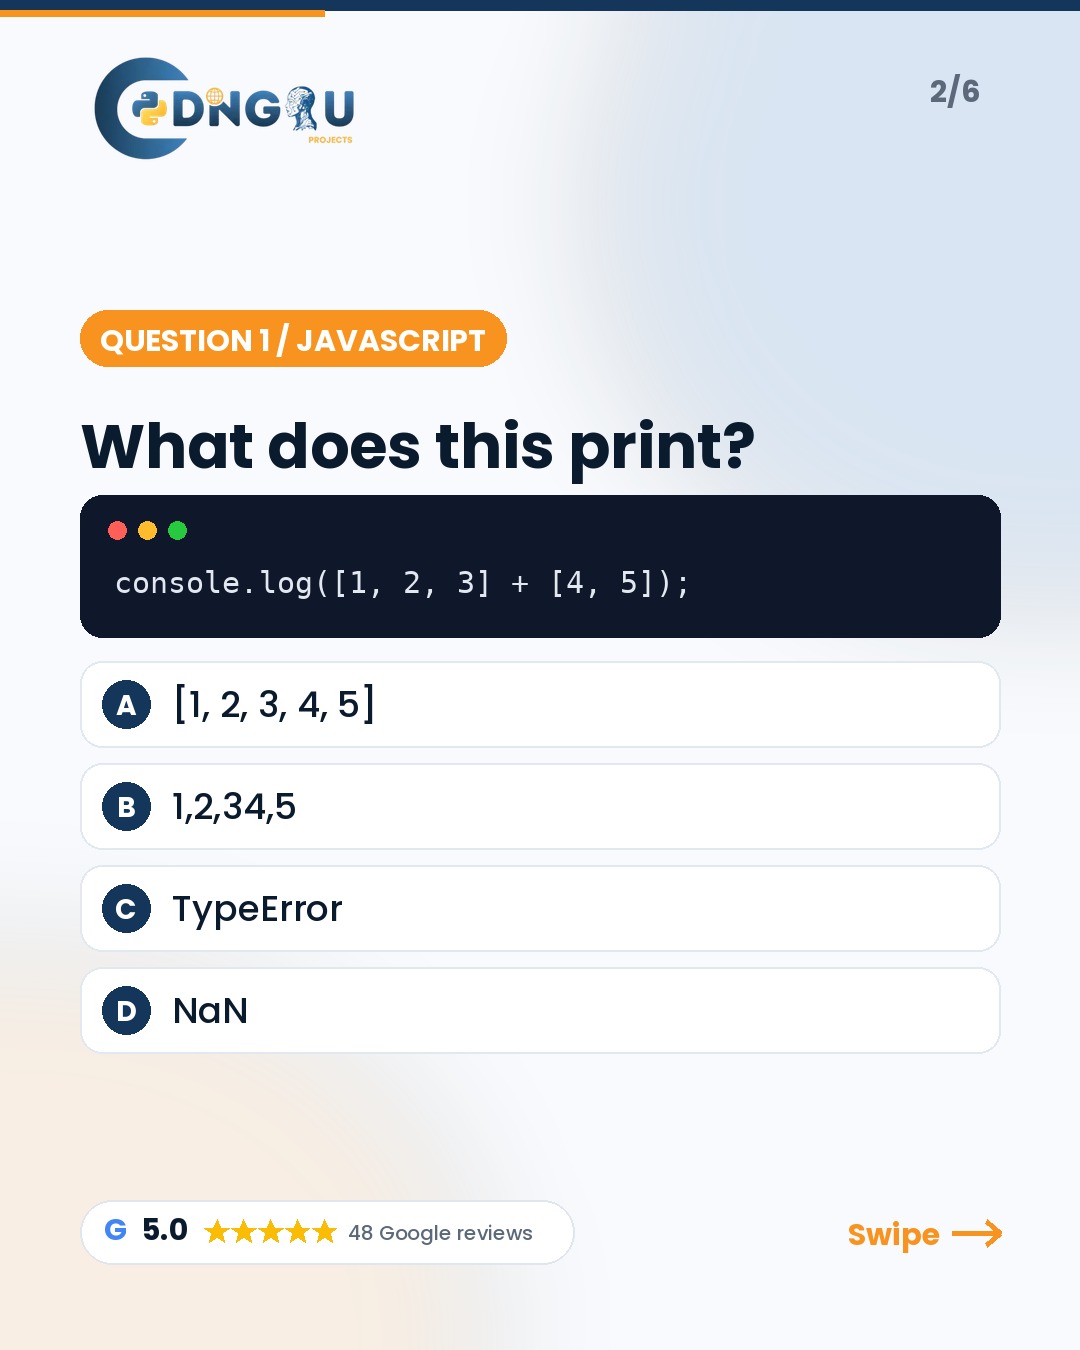 CDNG4U
PROJECTS
2/6
QUESTION 1 / JAVASCRIPT
What does this print?
console.log([1, 2, 3] + [4, 5]);
A [1, 2, 3, 4, 5]
B 1,2,34,5
C TypeError
D NaN
G 5.0 ★★★★★ 48 Google reviews
Swipe →